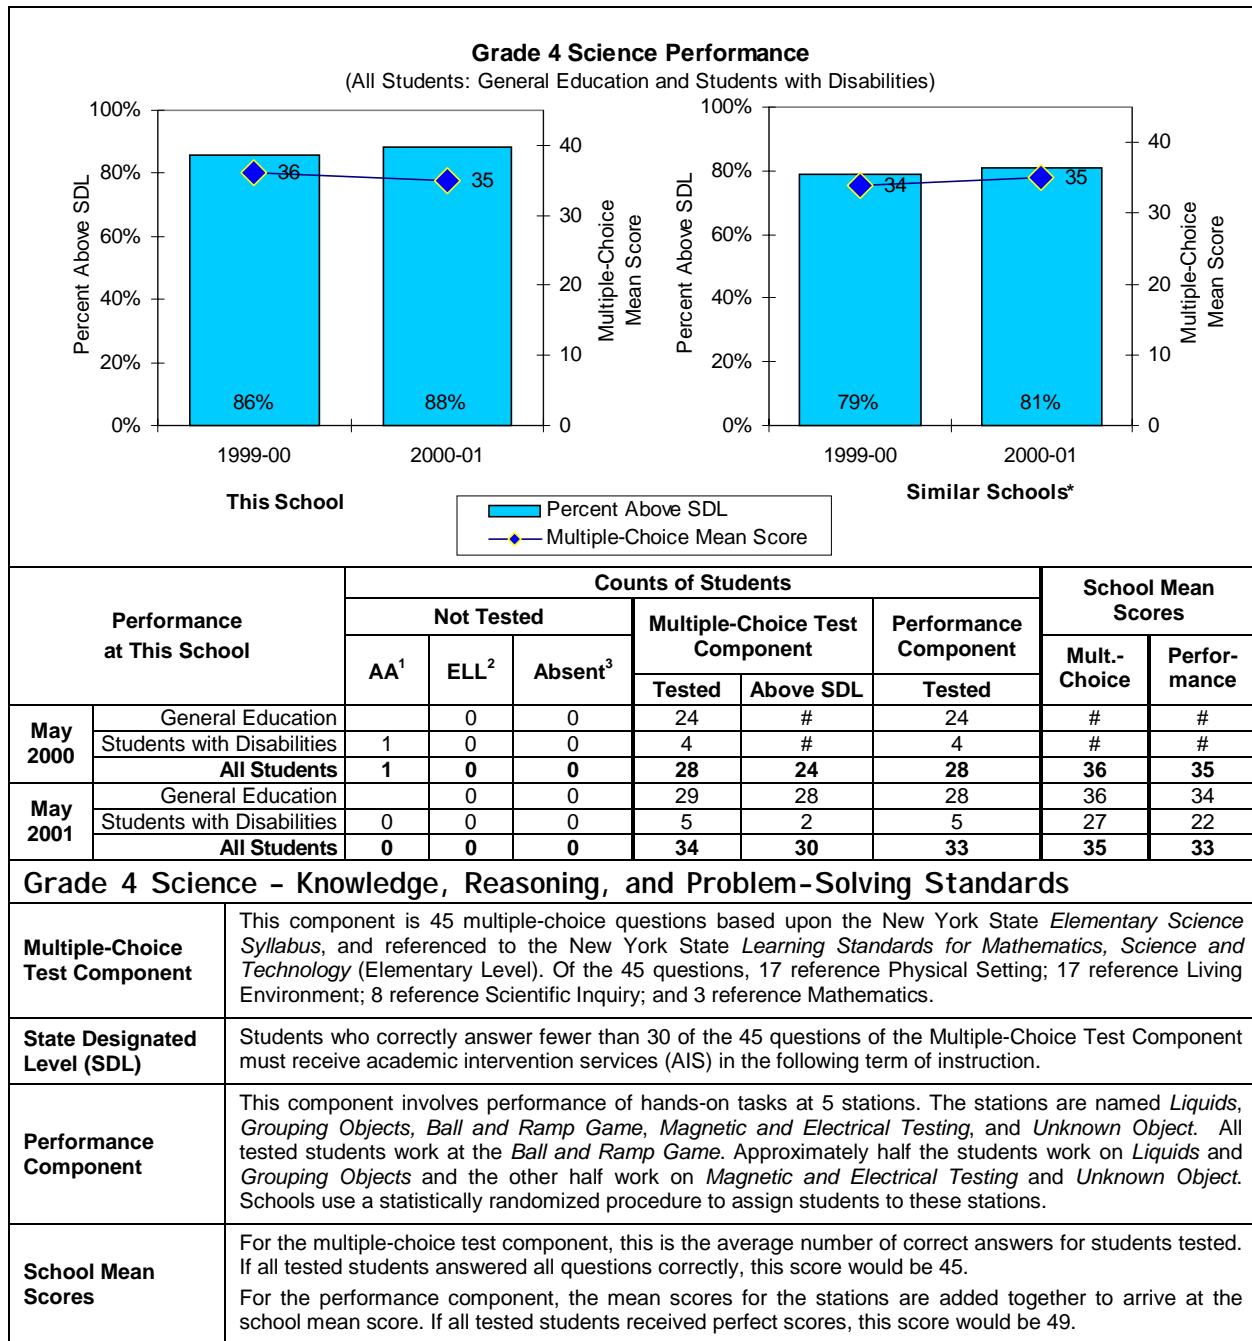 Grade 4 Science Performance
(All Students: General Education and Students with Disabilities)
100%
80%
60%
40%
20%
0%
Percent Above SDL
36
35
86%
88%
40
30
20
10
0
Multiple-Choice
Mean Score
1999-00
2000-01
This School
100%
80%
60%
40%
20%
0%
Percent Above SDL
34
35
79%
81%
40
30
20
10
0
Multiple-Choice
Mean Score
1999-00
2000-01
Similar Schools*
Percent Above SDL
Multiple-Choice Mean Score
Performance
at This School
Counts of Students
School Mean
Scores
Not Tested
Multiple-Choice Test
Component
Performance
Component
AA1
ELL2
Absent3
Mult.-
Choice
Perfor-
mance
Tested
Above SDL
Tested
May
2000
General Education 0 0 24 # 24 # #
Students with Disabilities 1 0 0 4 # 4 # #
All Students 1 0 0 28 24 28 36 35
May
2001
General Education 0 0 29 28 28 36 34
Students with Disabilities 0 0 0 5 2 5 27 22
All Students 0 0 0 34 30 33 35 33
Grade 4 Science – Knowledge, Reasoning, and Problem-Solving Standards
Multiple-Choice
Test Component
This component is 45 multiple-choice questions based upon the New York State Elementary Science
Syllabus, and referenced to the New York State Learning Standards for Mathematics, Science and
Technology (Elementary Level). Of the 45 questions, 17 reference Physical Setting; 17 reference Living
Environment; 8 reference Scientific Inquiry; and 3 reference Mathematics.
State Designated
Level (SDL)
Students who correctly answer fewer than 30 of the 45 questions of the Multiple-Choice Test Component
must receive academic intervention services (AIS) in the following term of instruction.
Performance
Component
This component involves performance of hands-on tasks at 5 stations. The stations are named Liquids,
Grouping Objects, Ball and Ramp Game, Magnetic and Electrical Testing, and Unknown Object. All
tested students work at the Ball and Ramp Game. Approximately half the students work on Liquids and
Grouping Objects and the other half work on Magnetic and Electrical Testing and Unknown Object.
Schools use a statistically randomized procedure to assign students to these stations.
School Mean
Scores
For the multiple-choice test component, this is the average number of correct answers for students tested.
If all tested students answered all questions correctly, this score would be 45.
For the performance component, the mean scores for the stations are added together to arrive at the
school mean score. If all tested students received perfect scores, this score would be 49.